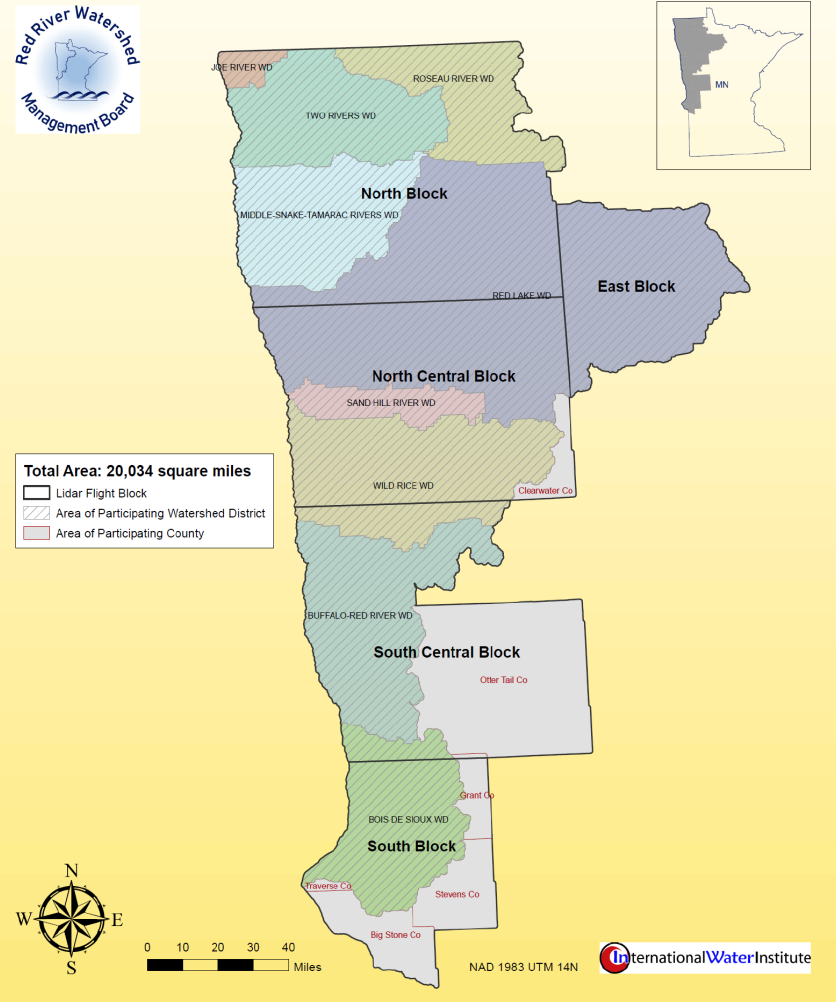 Red River Watershed
Management Board
MN
JOE RIVER WD
ROSEAU RIVER WD
TWO RIVERS WD
North Block
MIDDLE-SNAKE-TAMARAC RIVERS WD
East Block
RED LAKE WD
North Central Block
SAND HILL RIVER WD
WILD RICE WD
Clearwater Co
Total Area: 20,034 square miles
Lidar Flight Block
Area of Participating Watershed District
Area of Participating County
BUFFALO-RED RIVER WD
South Central Block
Otter Tail Co
Grant Co
BOIS DE SIOUX WD
South Block
Traverse Co
Stevens Co
Big Stone Co
N
W E
S
0 10 20 30 40
Miles
NAD 1983 UTM 14N
InternationalWaterInstitute